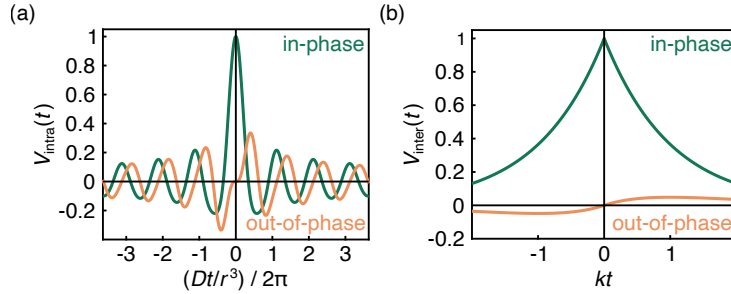 (a)
in-phase
out-of-phase
V_intra(t)
1
0.8
0.6
0.4
0.2
0
-0.2
-3
-2
-1
0
1
2
3
(Dt/r^3) / 2π
(b)
in-phase
out-of-phase
V_inter(t)
1
0.8
0.6
0.4
0.2
0
-0.2
-1
0
1
kt